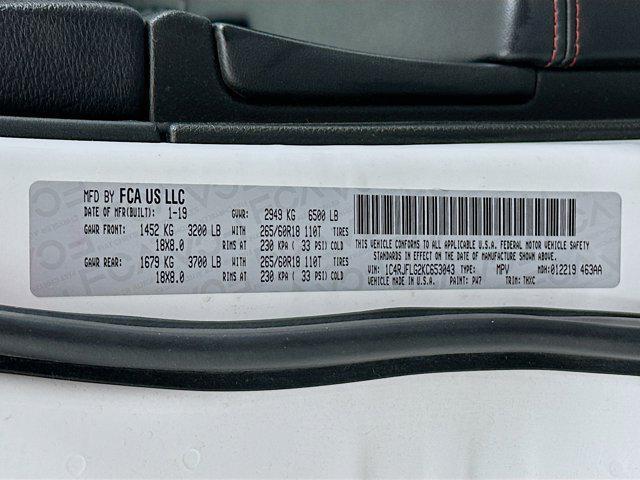 MFD BY FCA US LLC
DATE OF MFR(BUILT): 1-19 GVWR: 2949 KG 6500 LB
GAWR FRONT: 1452 KG 3200 LB WITH 265/60R18 110T TIRES
18X8.0 RIMS AT 230 KPA ( 33 PSI) COLD
GAWR REAR: 1679 KG 3700 LB WITH 265/60R18 110T TIRES
18X8.0 RIMS AT 230 KPA ( 33 PSI) COLD
THIS VEHICLE CONFORMS TO ALL APPLICABLE U.S.A. FEDERAL MOTOR VEHICLE SAFETY
STANDARDS IN EFFECT ON THE DATE OF MANUFACTURE SHOWN ABOVE.
VIN: 1C4RJFLG2KC653043 TYPE: MPV MDH: 012219 463AA
VEHICLE MADE IN U.S.A. PAINT: PW7 TRIM: THXC